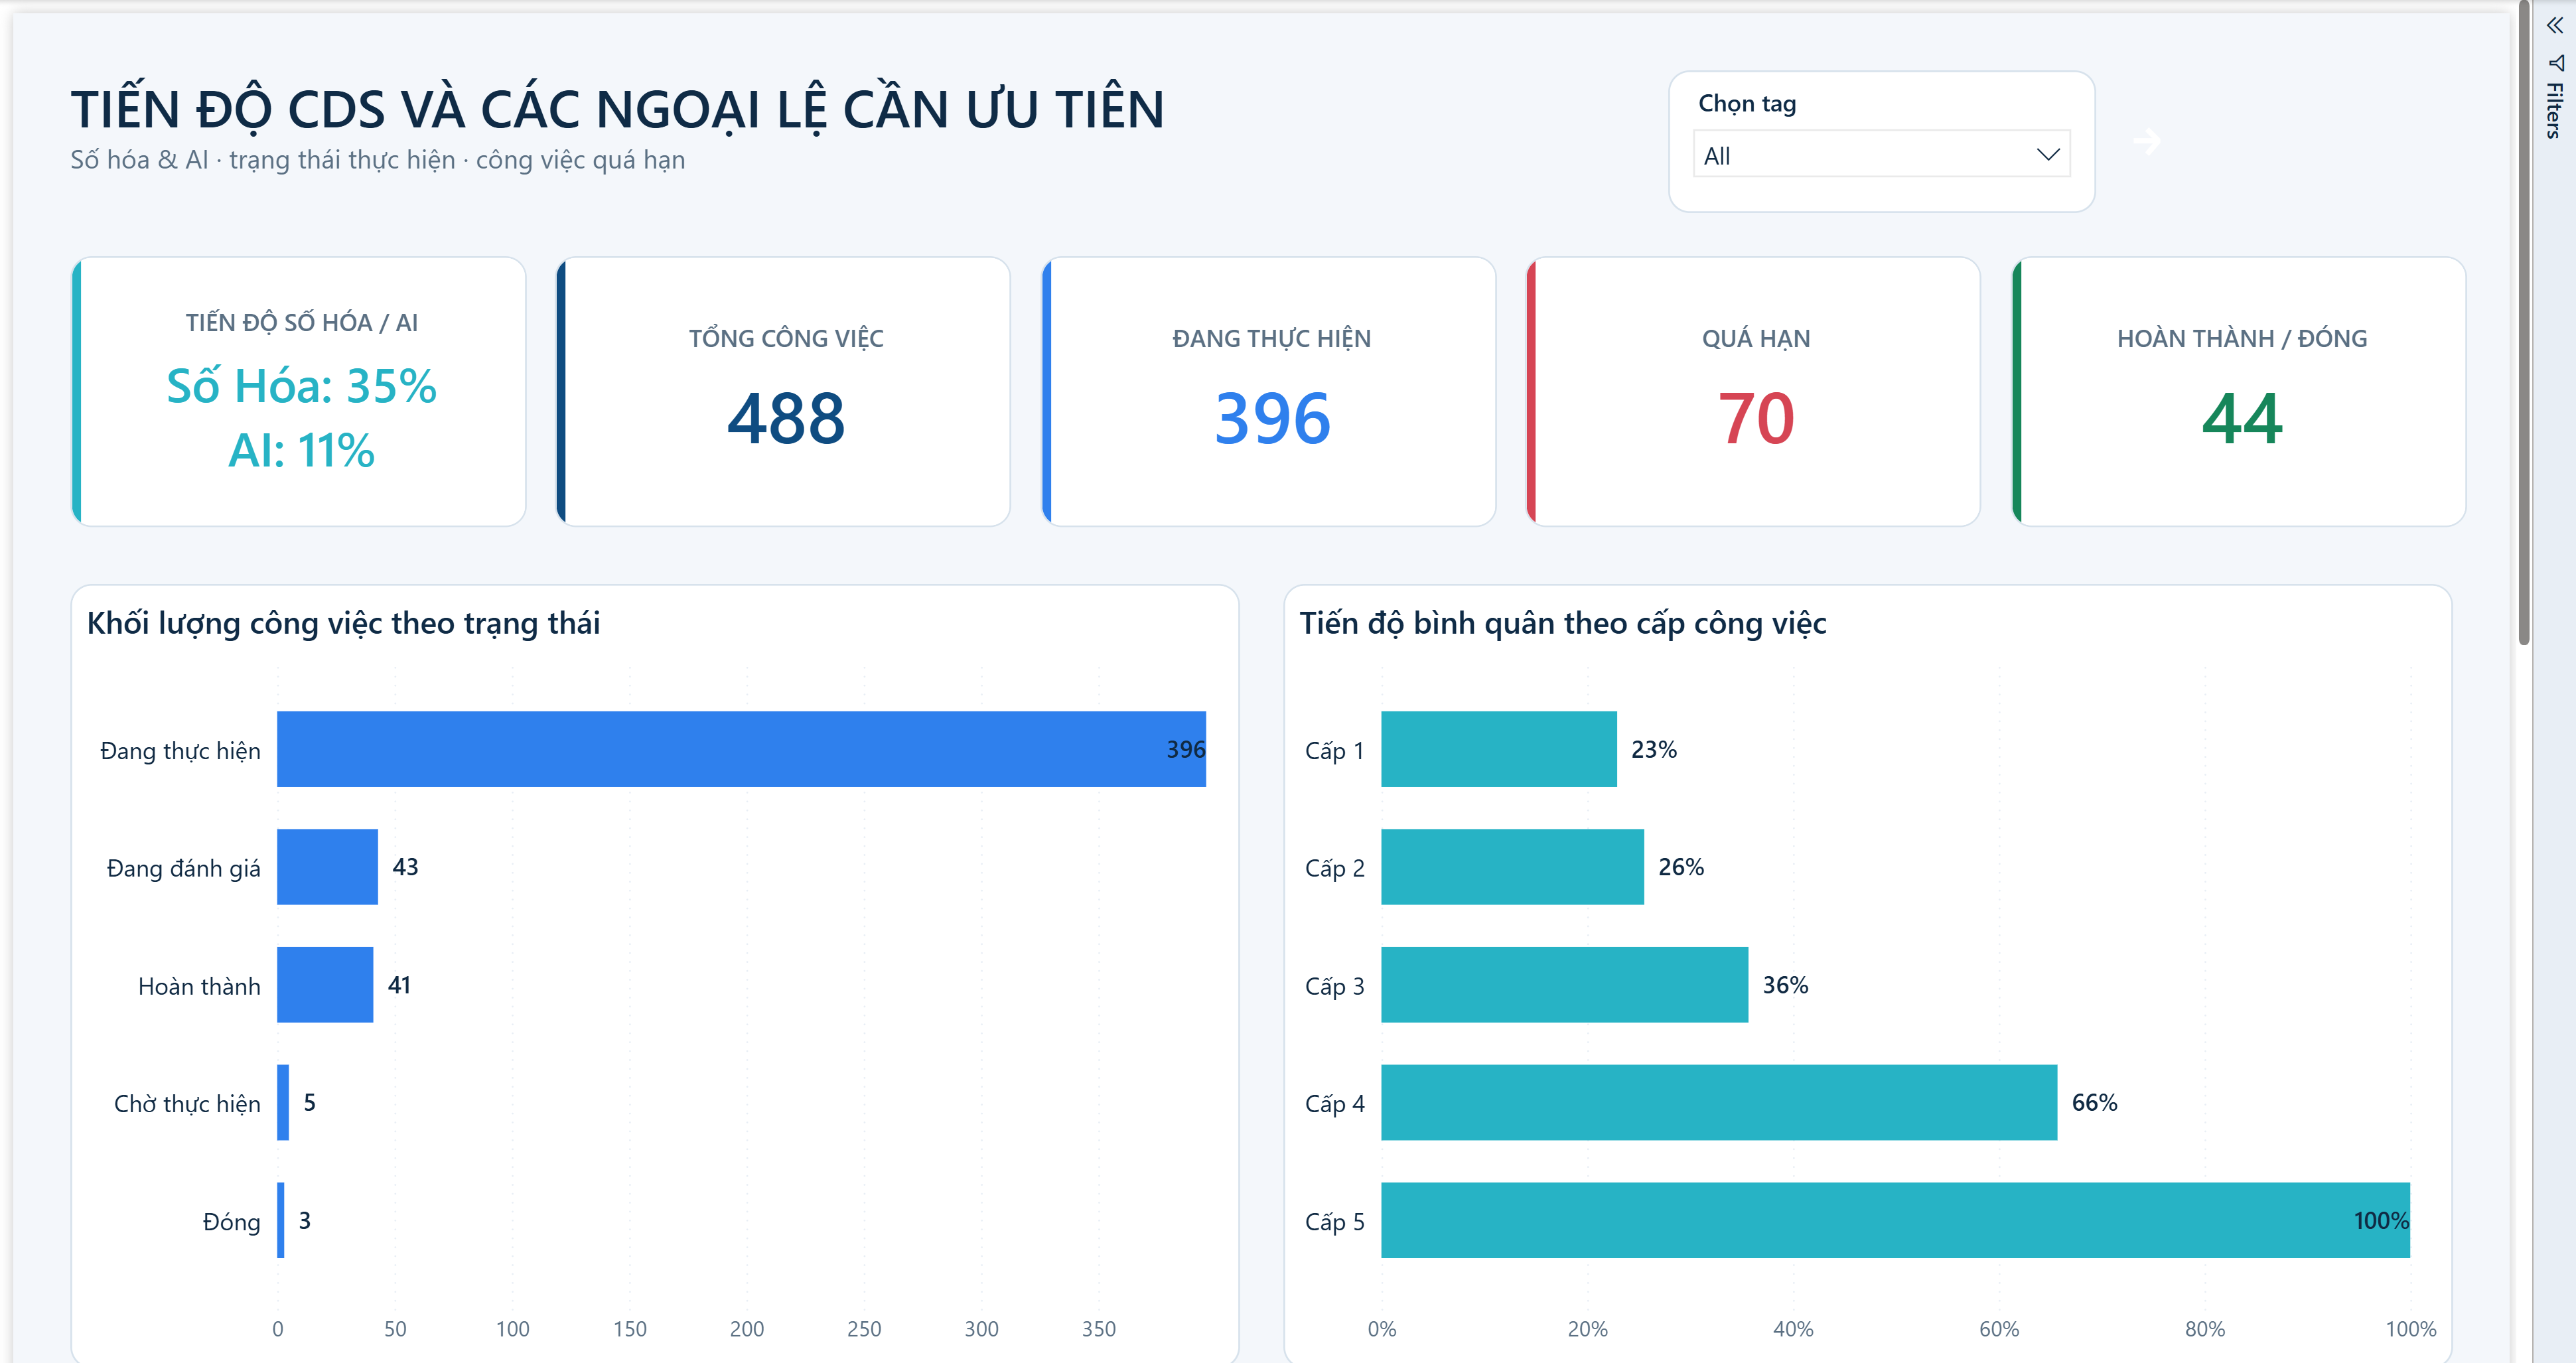 TIẾN ĐỘ CDS VÀ CÁC NGOẠI LỆ CẦN ƯU TIÊN
Số hóa & AI · trạng thái thực hiện · công việc quá hạn
Chọn tag
All
Filters
TIẾN ĐỘ SỐ HÓA / AI
Số Hóa: 35%
AI: 11%
TỔNG CÔNG VIỆC
488
ĐANG THỰC HIỆN
396
QUÁ HẠN
70
HOÀN THÀNH / ĐÓNG
44
Khối lượng công việc theo trạng thái
Đang thực hiện 396
Đang đánh giá 43
Hoàn thành 41
Chờ thực hiện 5
Đóng 3
0 50 100 150 200 250 300 350
Tiến độ bình quân theo cấp công việc
Cấp 1 23%
Cấp 2 26%
Cấp 3 36%
Cấp 4 66%
Cấp 5 100%
0% 20% 40% 60% 80% 100%